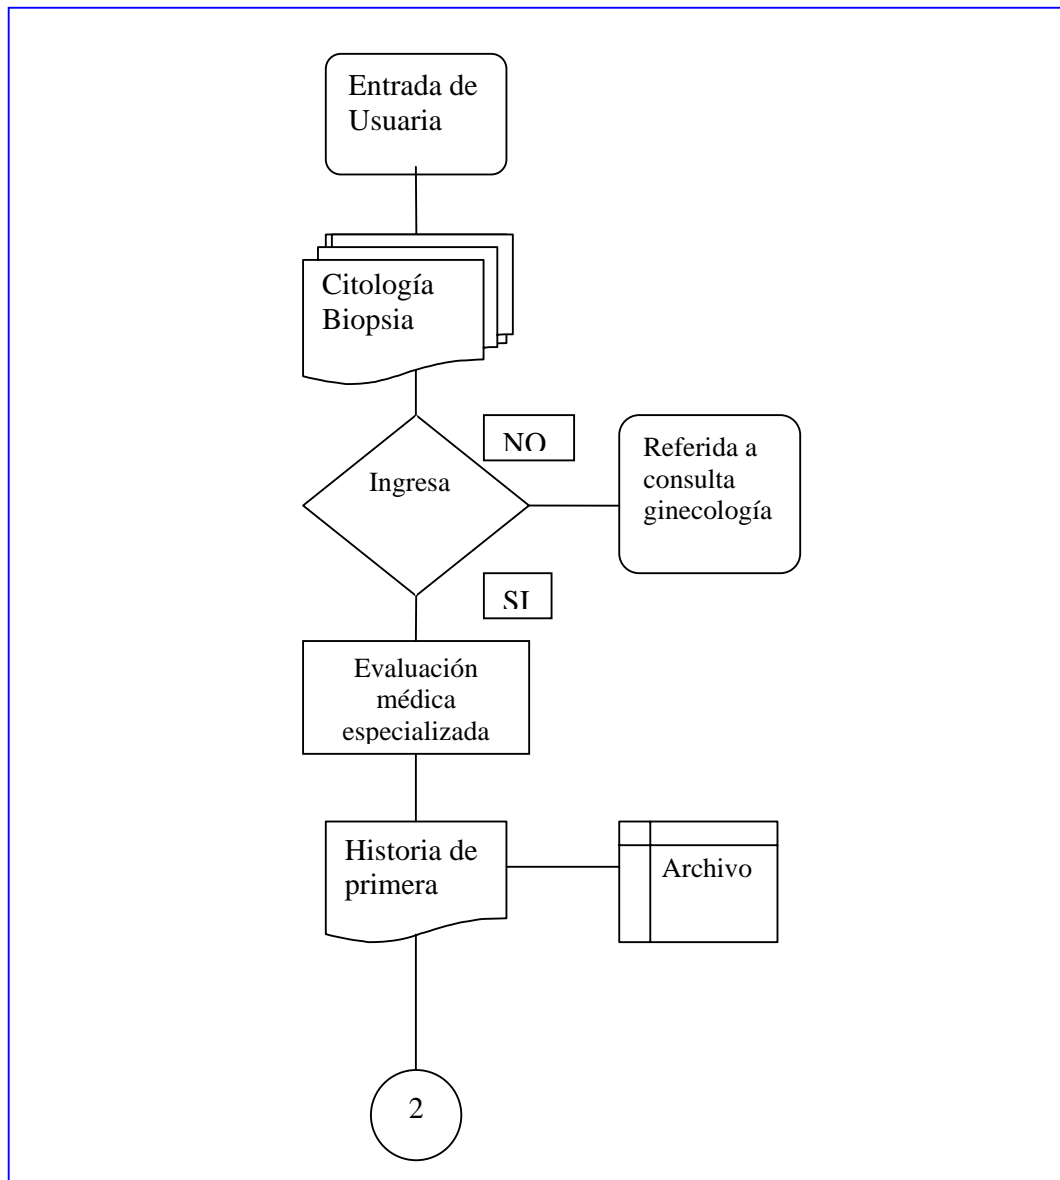 Entrada de
Usuaria
Citología
Biopsia
NO
Ingresa
Referida a
consulta
ginecología
SI
Evaluación
médica
especializada
Historia de
primera
Archivo
2